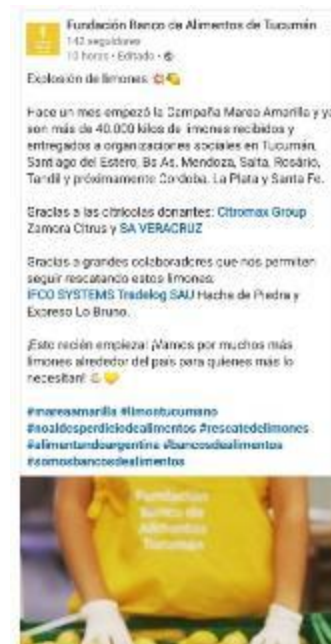 Fundación Banco de Alimentos de Tucumán
142 seguidores
10 horas • Editado •
Explosión de limones 💥🍋
Hace un mes empezó la Campaña Marea Amarilla y ya
son más de 40.000 kilos de limones recibidos y
entregados a organizaciones sociales en Tucumán,
Santiago del Estero, Bs As, Mendoza, Salta, Rosário,
Tandil y próximamente Cordoba, La Plata y Santa Fe.
Gracias a las citrícolas donantes: Citromax Group
Zamora Citrus y SA VERACRUZ
Gracias a grandes colaboradores que nos permiten
seguir rescatando estos limones:
IFCO SYSTEMS Tradelog SAU Hacha de Piedra y
Expreso Lo Bruno.
¡Esto recién empieza! ¡Vamos por muchos más
limones alrededor del país para quienes más lo
necesitan! 💪💛
#mareaamarilla #limontucumano
#noaldesperdiciodealimentos #rescatedelimones
#alimentandoargentina #bancosdealimentos
#somosbancosdealimentos
Fundación
Banco de
Alimentos
Tucumán